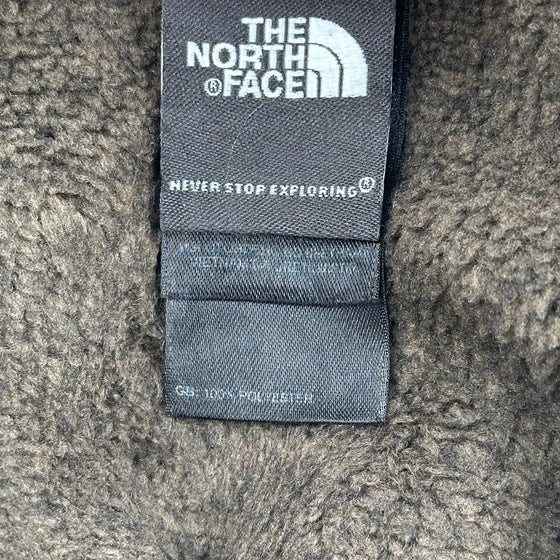 THE
NORTH
®FACE
NEVER STOP EXPLORING®
GB: 100% POLYESTER